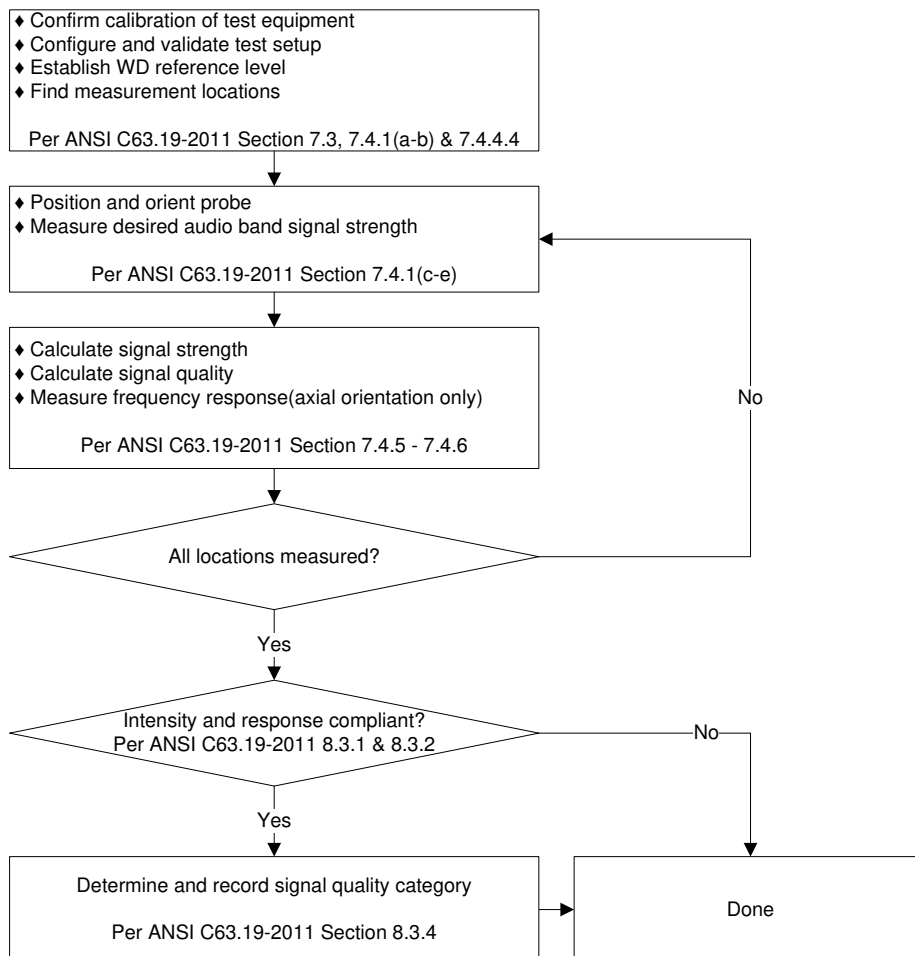 ♦ Confirm calibration of test equipment
♦ Configure and validate test setup
♦ Establish WD reference level
♦ Find measurement locations
Per ANSI C63.19-2011 Section 7.3, 7.4.1(a-b) & 7.4.4.4
♦ Position and orient probe
♦ Measure desired audio band signal strength
Per ANSI C63.19-2011 Section 7.4.1(c-e)
♦ Calculate signal strength
♦ Calculate signal quality
♦ Measure frequency response(axial orientation only)
Per ANSI C63.19-2011 Section 7.4.5 - 7.4.6
No
All locations measured?
Yes
Intensity and response compliant?
Per ANSI C63.19-2011 8.3.1 & 8.3.2
No
Yes
Determine and record signal quality category
Per ANSI C63.19-2011 Section 8.3.4
Done